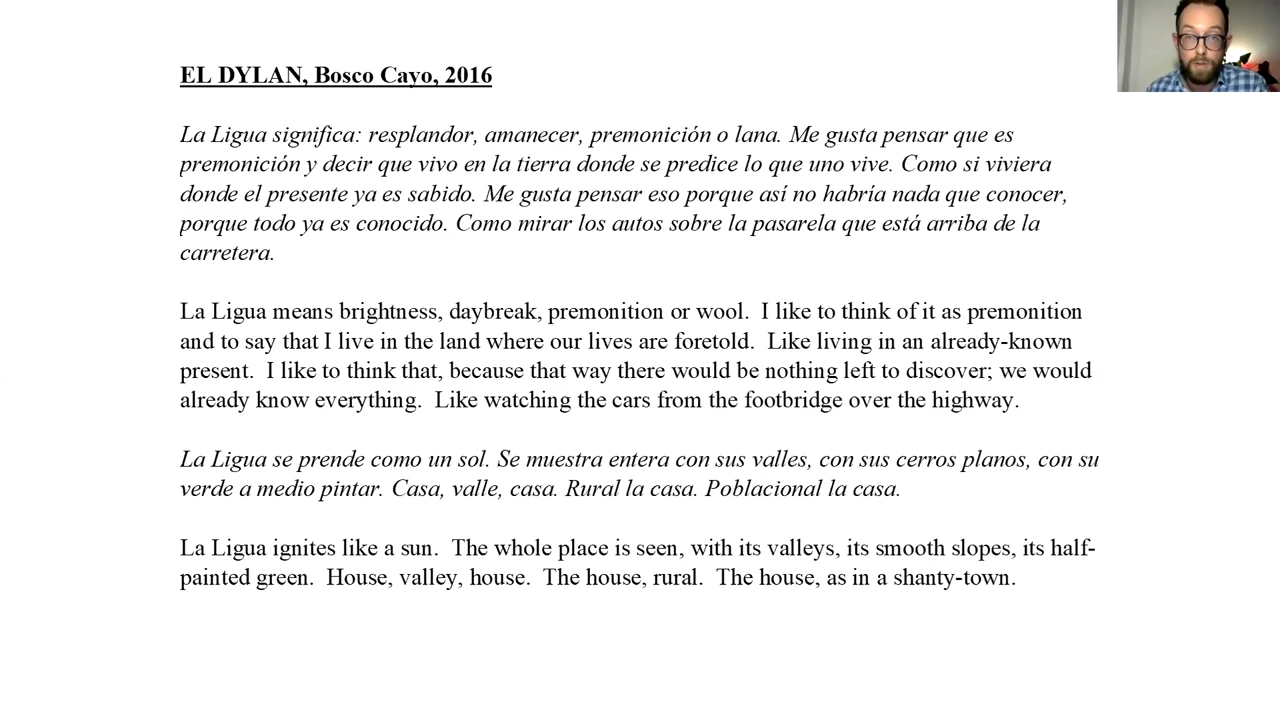 EL DYLAN, Bosco Cayo, 2016
La Ligua significa: resplandor, amanecer, premonición o lana. Me gusta pensar que es
premonición y decir que vivo en la tierra donde se predice lo que uno vive. Como si viviera
donde el presente ya es sabido. Me gusta pensar eso porque así no habría nada que conocer,
porque todo ya es conocido. Como mirar los autos sobre la pasarela que está arriba de la
carretera.
La Ligua means brightness, daybreak, premonition or wool. I like to think of it as premonition
and to say that I live in the land where our lives are foretold. Like living in an already-known
present. I like to think that, because that way there would be nothing left to discover; we would
already know everything. Like watching the cars from the footbridge over the highway.
La Ligua se prende como un sol. Se muestra entera con sus valles, con sus cerros planos, con su
verde a medio pintar. Casa, valle, casa. Rural la casa. Poblacional la casa.
La Ligua ignites like a sun. The whole place is seen, with its valleys, its smooth slopes, its half-
painted green. House, valley, house. The house, rural. The house, as in a shanty-town.